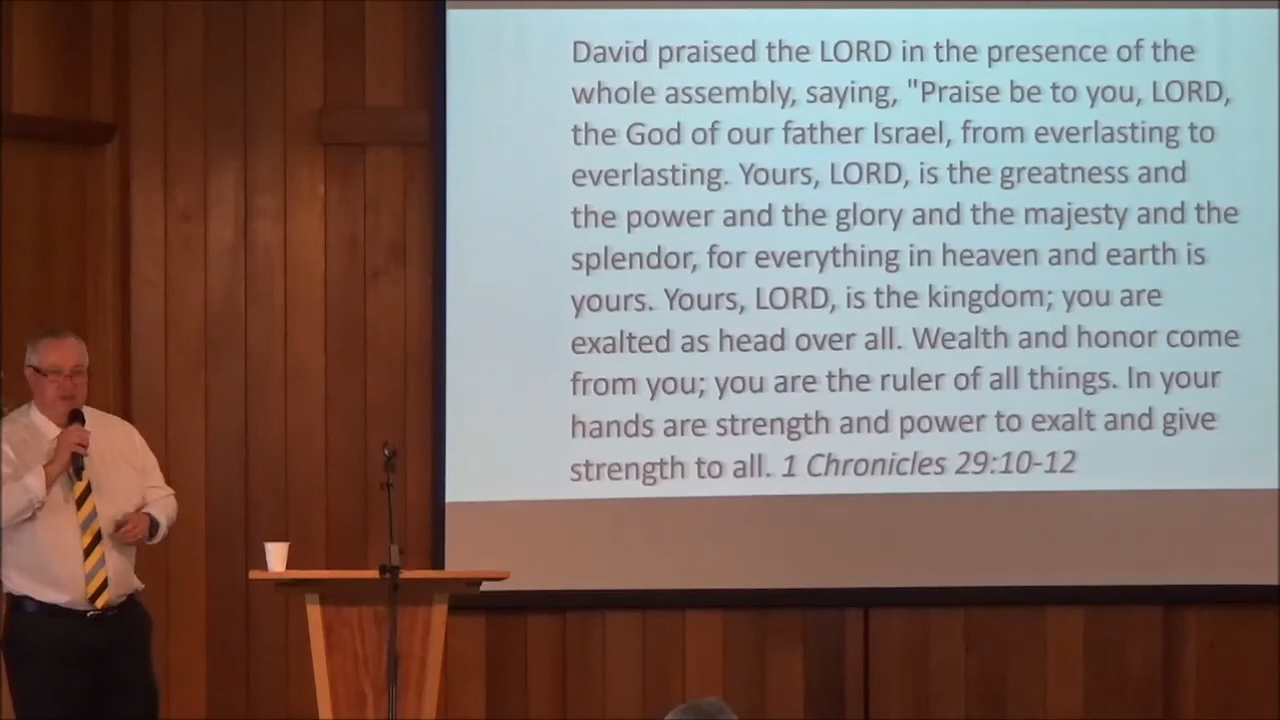 David praised the LORD in the presence of the
whole assembly, saying, "Praise be to you, LORD,
the God of our father Israel, from everlasting to
everlasting. Yours, LORD, is the greatness and
the power and the glory and the majesty and the
splendor, for everything in heaven and earth is
yours. Yours, LORD, is the kingdom; you are
exalted as head over all. Wealth and honor come
from you; you are the ruler of all things. In your
hands are strength and power to exalt and give
strength to all. 1 Chronicles 29:10-12